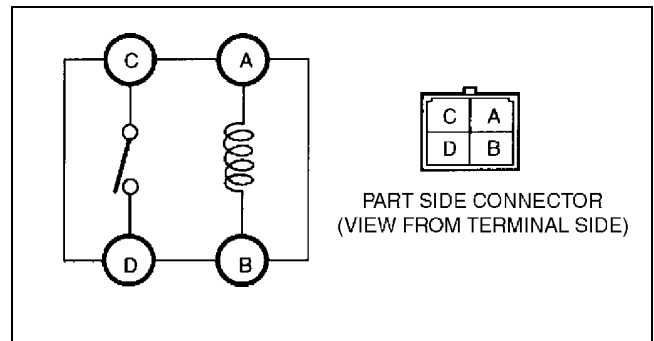 C A
D B
C A
D B
PART SIDE CONNECTOR
(VIEW FROM TERMINAL SIDE)